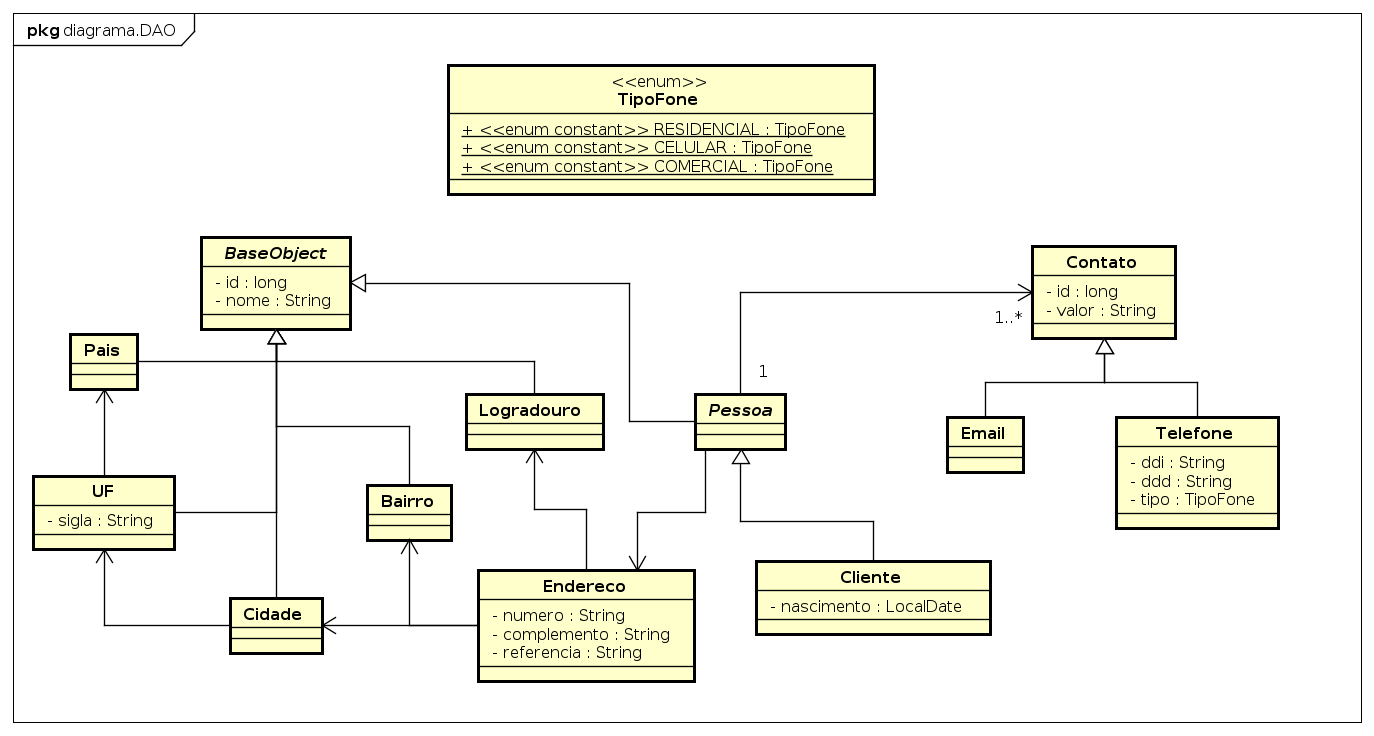 pkg diagrama.DAO
<<enum>>
TipoFone
+ <<enum constant>> RESIDENCIAL : TipoFone
+ <<enum constant>> CELULAR : TipoFone
+ <<enum constant>> COMERCIAL : TipoFone
BaseObject
- id : long
- nome : String
Contato
- id : long
- valor : String
1..*
1
Pais
Logradouro
Pessoa
Email
Telefone
- ddi : String
- ddd : String
- tipo : TipoFone
UF
- sigla : String
Bairro
Cidade
Endereco
- numero : String
- complemento : String
- referencia : String
Cliente
- nascimento : LocalDate